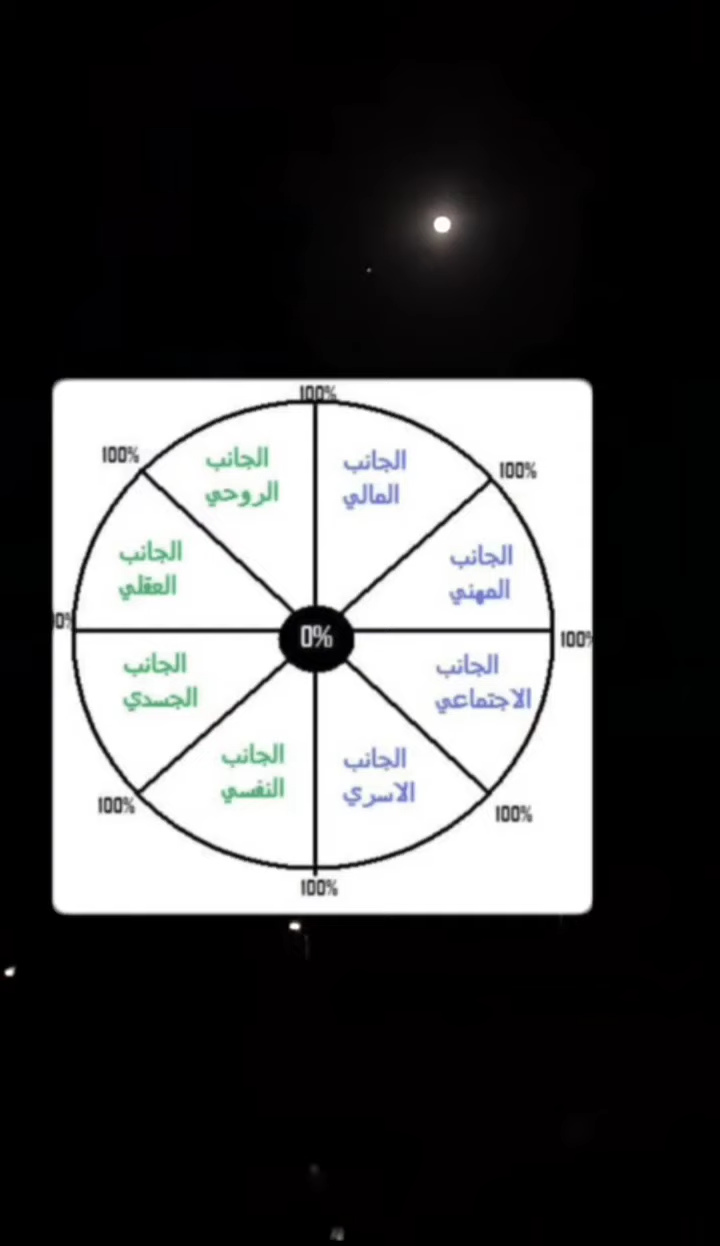 100%
100%
100%
الجانب
الروحي
الجانب
المالي
الجانب
العقلي
الجانب
المهني
0%
0%
100%
الجانب
الجسدي
الجانب
الاجتماعي
الجانب
النفسي
الجانب
الاسري
100%
100%
100%